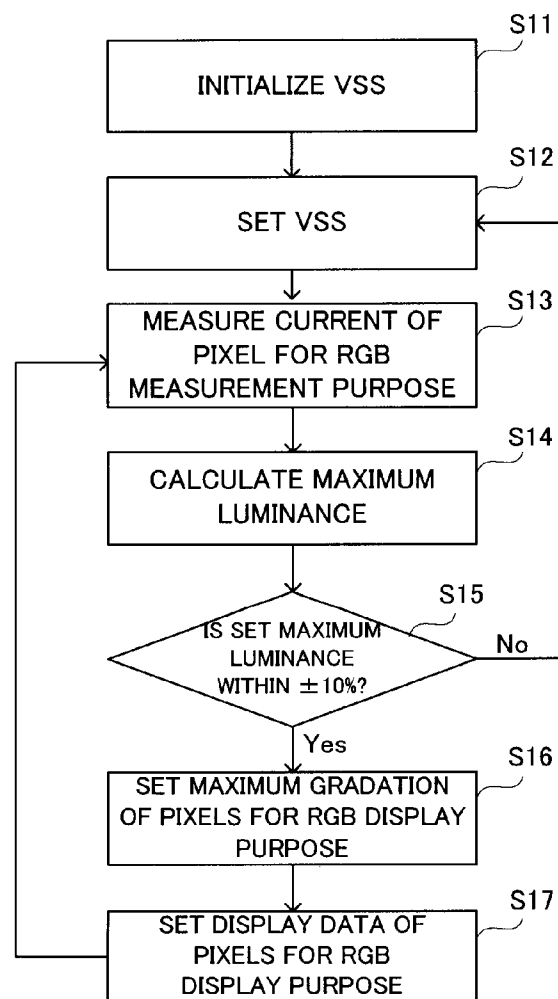 S11
INITIALIZE VSS
S12
SET VSS
S13
MEASURE CURRENT OF
PIXEL FOR RGB
MEASUREMENT PURPOSE
S14
CALCULATE MAXIMUM
LUMINANCE
S15
IS SET MAXIMUM
LUMINANCE
WITHIN ±10%?
No
Yes
S16
SET MAXIMUM GRADATION
OF PIXELS FOR RGB DISPLAY
PURPOSE
S17
SET DISPLAY DATA OF
PIXELS FOR RGB
DISPLAY PURPOSE